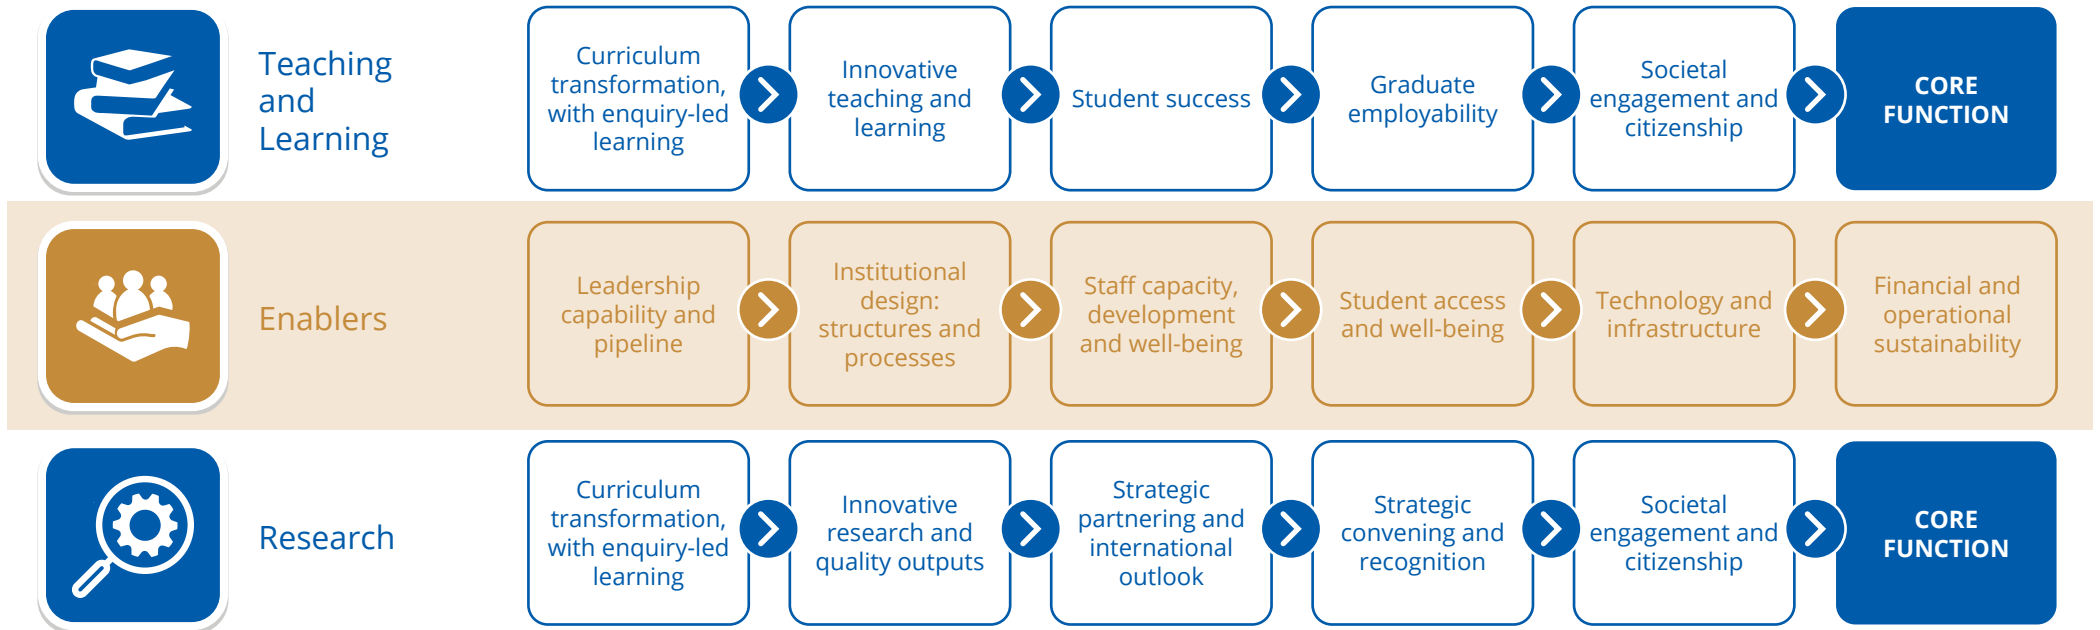 Teaching
and
Learning
Curriculum
transformation,
with enquiry-led
learning
Innovative
teaching and
learning
Student success
Graduate
employability
Societal
engagement and
citizenship
CORE
FUNCTION
Enablers
Leadership
capability and
pipeline
Institutional
design:
structures and
processes
Staff capacity,
development
and well-being
Student access
and well-being
Technology and
infrastructure
Financial and
operational
sustainability
Research
Curriculum
transformation,
with enquiry-led
learning
Innovative
research and
quality outputs
Strategic
partnering and
international
outlook
Strategic
convening and
recognition
Societal
engagement and
citizenship
CORE
FUNCTION